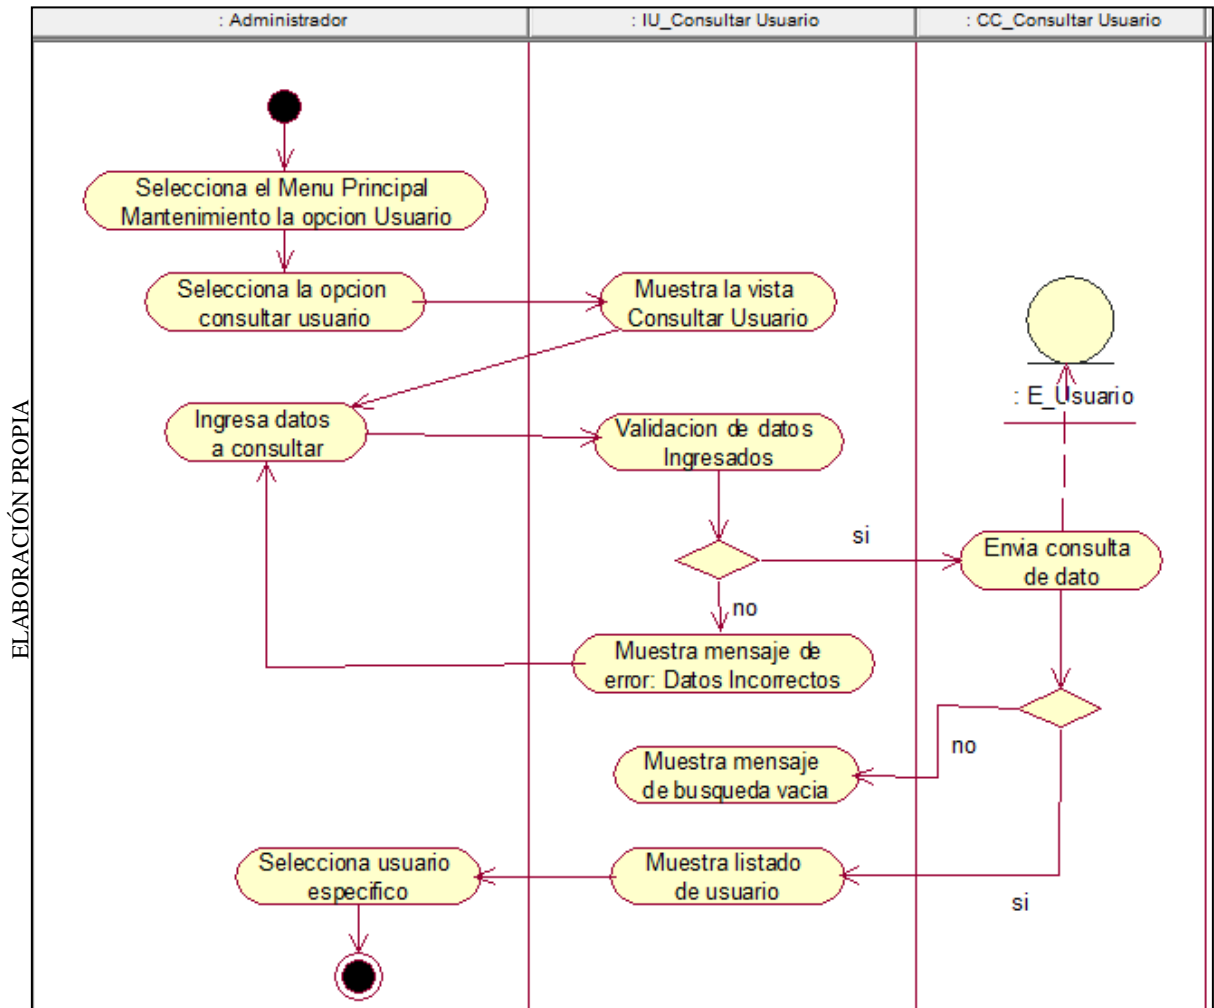 : Administrador
: IU_Consultar Usuario
: CC_Consultar Usuario
Selecciona el Menu Principal
Mantenimiento la opcion Usuario
Selecciona la opcion
consultar usuario
Muestra la vista
Consultar Usuario
: E_Usuario
Ingresa datos
a consultar
Validacion de datos
Ingresados
si
Envia consulta
de dato
no
Muestra mensaje de
error: Datos Incorrectos
no
Muestra mensaje
de busqueda vacia
Selecciona usuario
especifico
Muestra listado
de usuario
si
ELABORACIÓN PROPIA